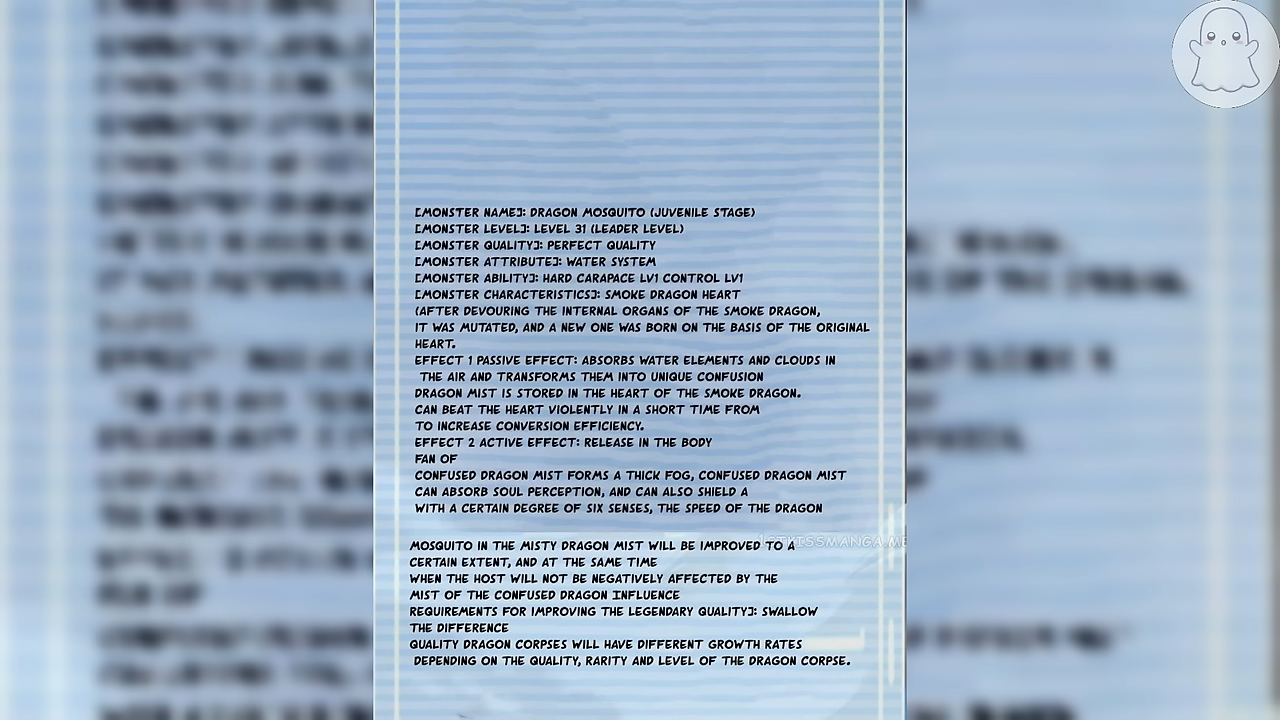 [MONSTER NAME]: DRAGON MOSQUITO (JUVENILE STAGE)
[MONSTER LEVEL]: LEVEL 31 (LEADER LEVEL)
[MONSTER QUALITY]: PERFECT QUALITY
[MONSTER ATTRIBUTE]: WATER SYSTEM
[MONSTER ABILITY]: HARD CARAPACE LV1 CONTROL LV1
[MONSTER CHARACTERISTICS]: SMOKE DRAGON HEART
(AFTER DEVOURING THE INTERNAL ORGANS OF THE SMOKE DRAGON,
IT WAS MUTATED, AND A NEW ONE WAS BORN ON THE BASIS OF THE ORIGINAL
HEART.
EFFECT 1 PASSIVE EFFECT: ABSORBS WATER ELEMENTS AND CLOUDS IN
THE AIR AND TRANSFORMS THEM INTO UNIQUE CONFUSION
DRAGON MIST IS STORED IN THE HEART OF THE SMOKE DRAGON.
CAN BEAT THE HEART VIOLENTLY IN A SHORT TIME FROM
TO INCREASE CONVERSION EFFICIENCY.
EFFECT 2 ACTIVE EFFECT: RELEASE IN THE BODY
FAN OF
CONFUSED DRAGON MIST FORMS A THICK FOG, CONFUSED DRAGON MIST
CAN ABSORB SOUL PERCEPTION, AND CAN ALSO SHIELD A
WITH A CERTAIN DEGREE OF SIX SENSES, THE SPEED OF THE DRAGON
MOSQUITO IN THE MISTY DRAGON MIST WILL BE IMPROVED TO A
CERTAIN EXTENT, AND AT THE SAME TIME
WHEN THE HOST WILL NOT BE NEGATIVELY AFFECTED BY THE
MIST OF THE CONFUSED DRAGON INFLUENCE
REQUIREMENTS FOR IMPROVING THE LEGENDARY QUALITY]: SWALLOW
THE DIFFERENCE
QUALITY DRAGON CORPSES WILL HAVE DIFFERENT GROWTH RATES
DEPENDING ON THE QUALITY, RARITY AND LEVEL OF THE DRAGON CORPSE.